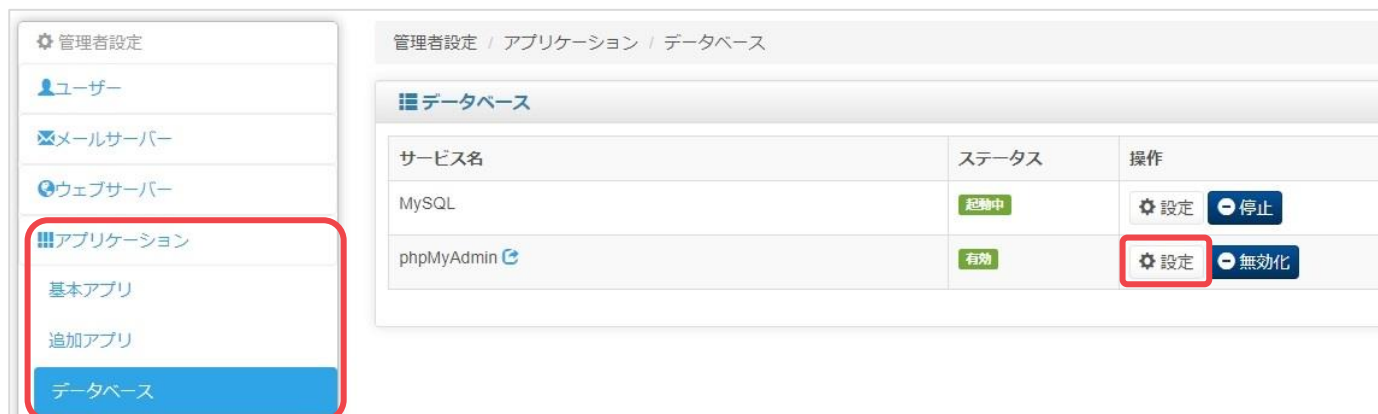 管理者設定
ユーザー
メールサーバー
ウェブサーバー
アプリケーション
基本アプリ
追加アプリ
データベース
管理者設定 / アプリケーション / データベース
データベース
サービス名 ステータス 操作
MySQL 起動中 設定 停止
phpMyAdmin 有効 設定 無効化